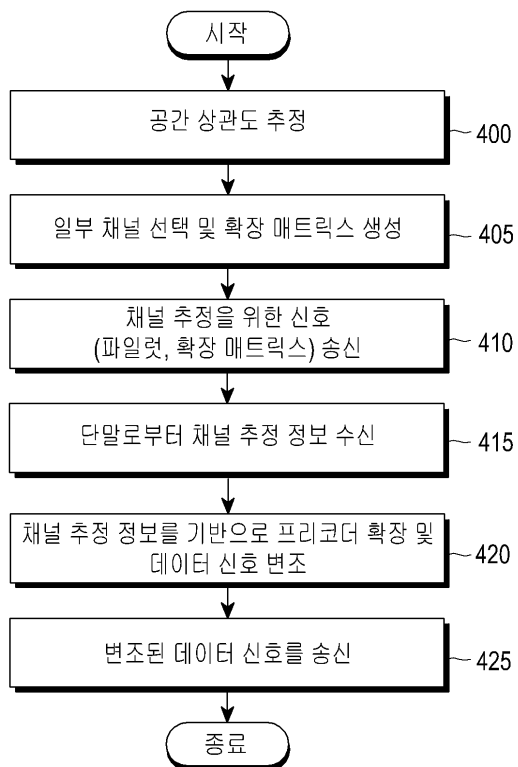 시작
공간 상관도 추정
400
일부 채널 선택 및 확장 매트릭스 생성
405
채널 추정을 위한 신호
(파일럿, 확장 매트릭스) 송신
410
단말로부터 채널 추정 정보 수신
415
채널 추정 정보를 기반으로 프리코더 확장 및
데이터 신호 변조
420
변조된 데이터 신호를 송신
425
종료